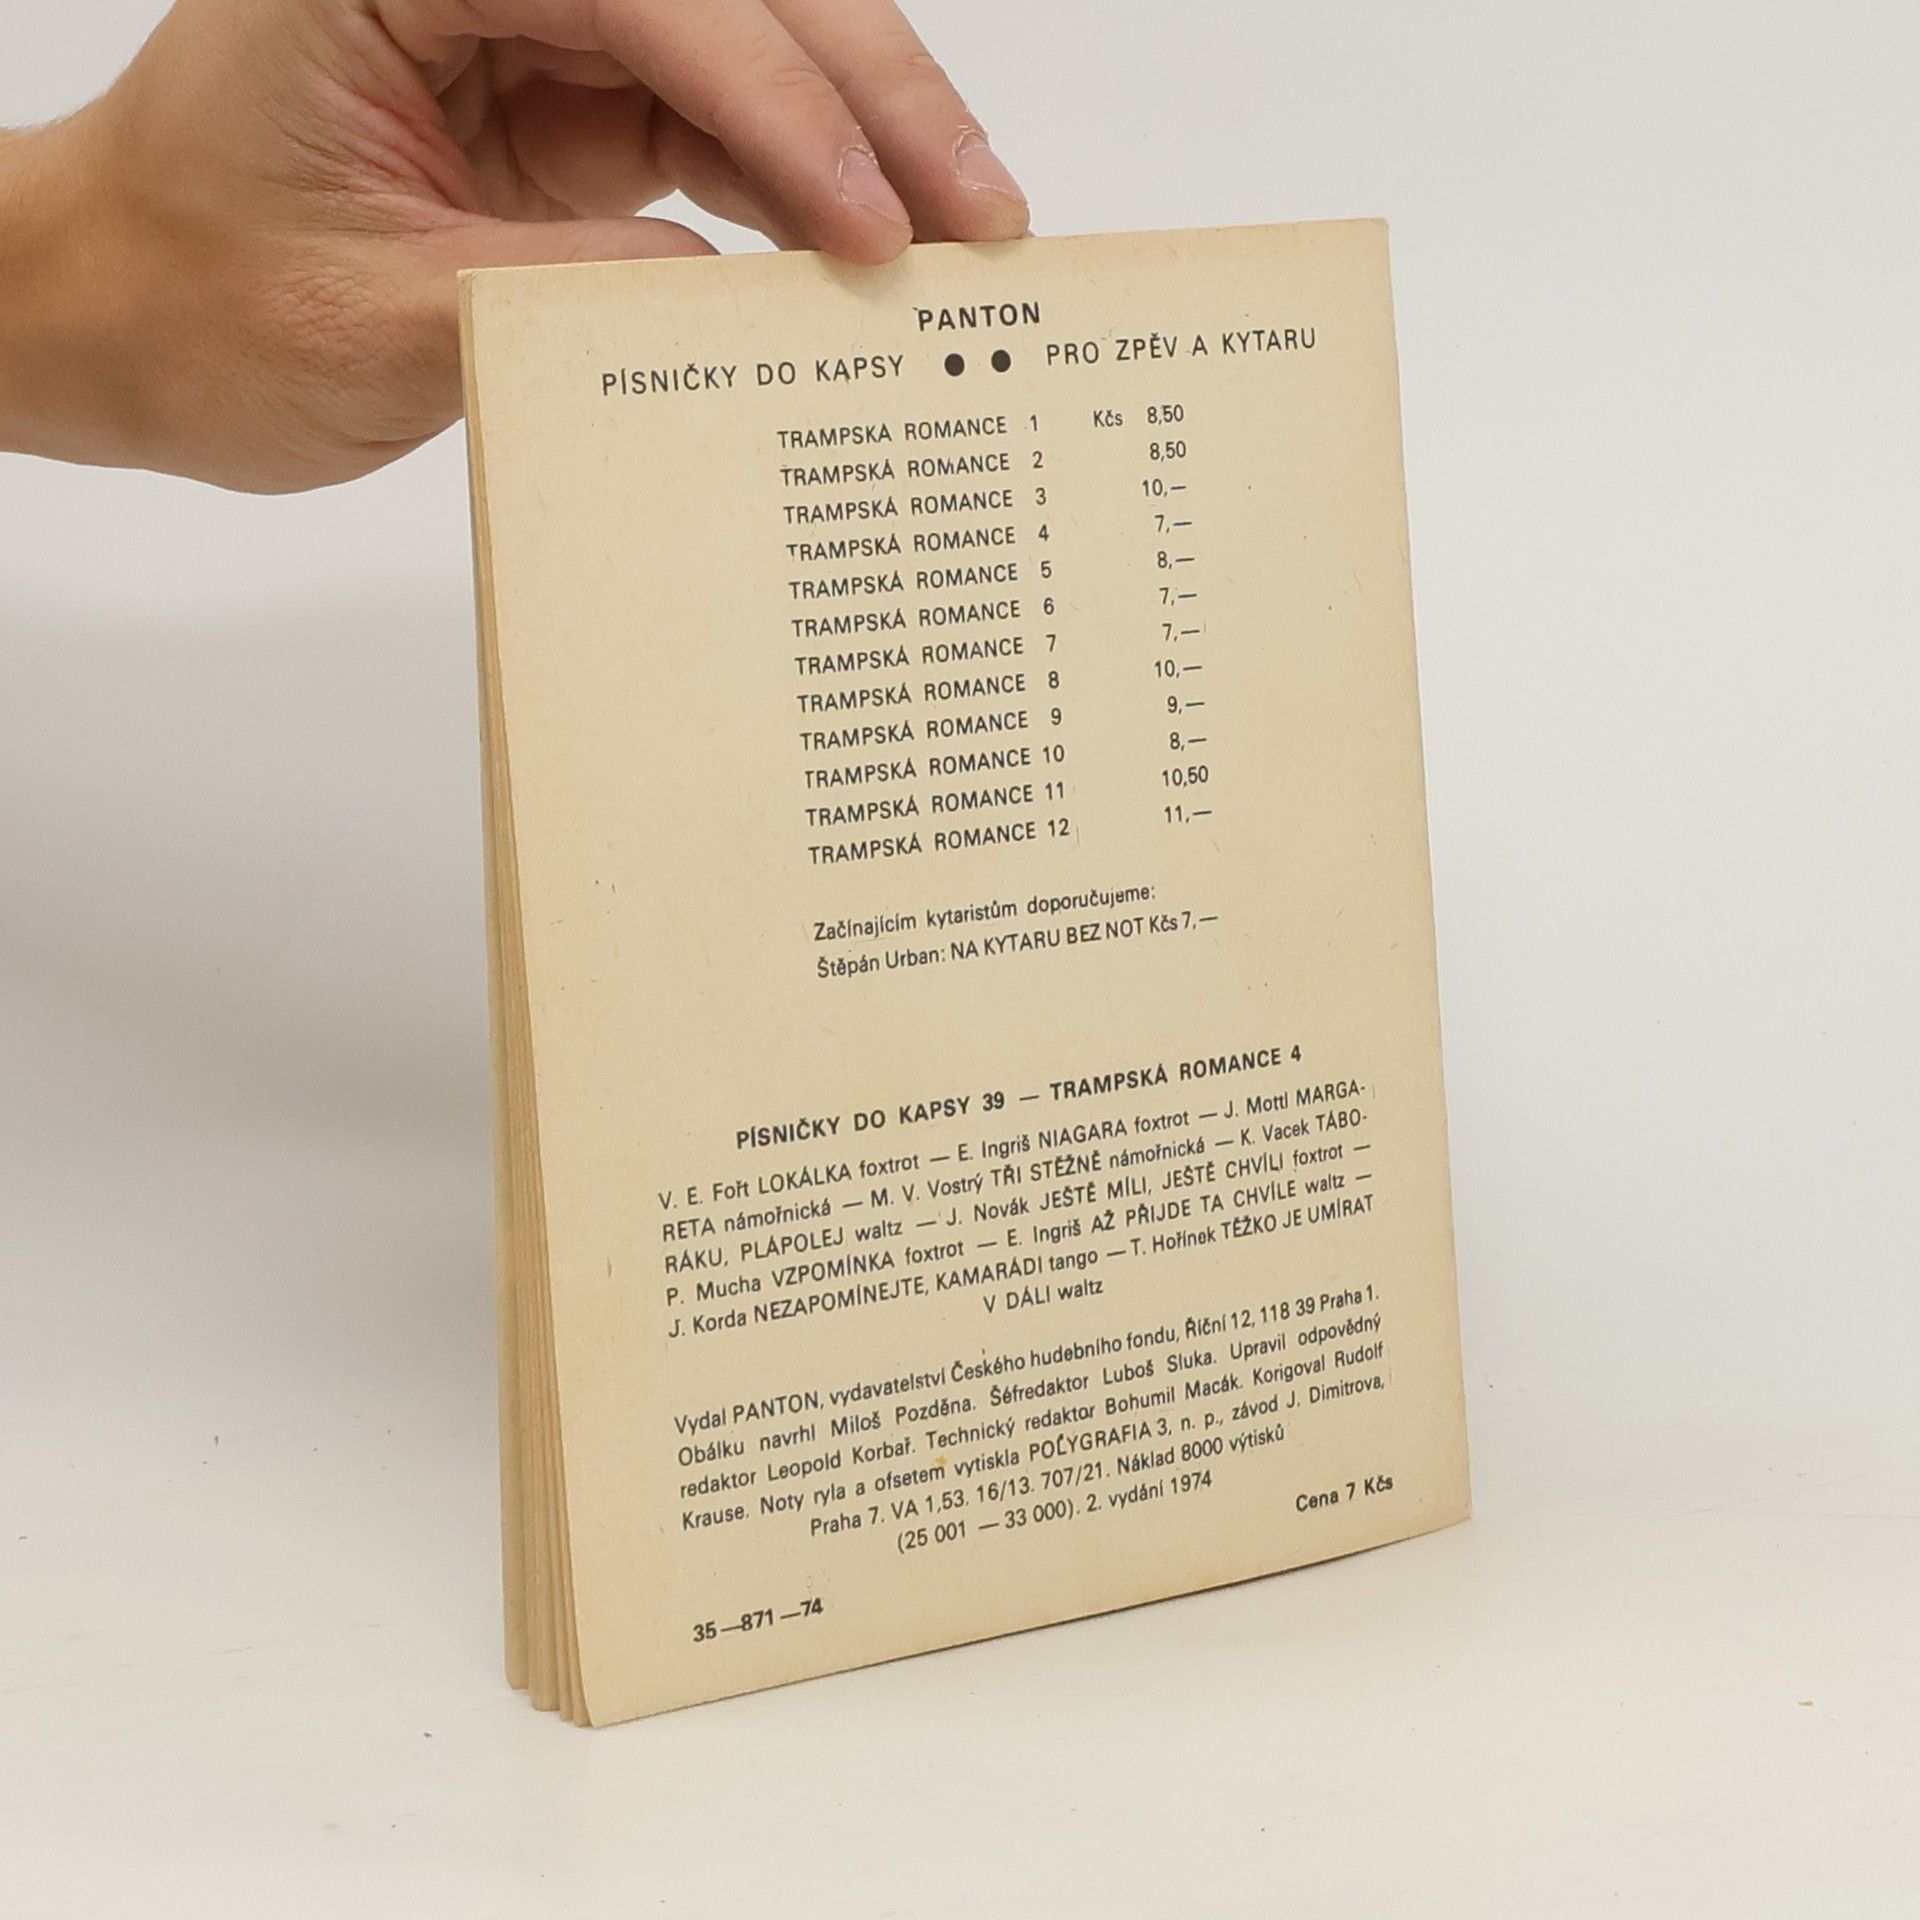 PANTON
PÍSNIČKY DO KAPSY ● ● PRO ZPĚV A KYTARU
TRAMPSKÁ ROMANCE 1 Kčs 8,50
TRAMPSKÁ ROMANCE 2 8,50
TRAMPSKÁ ROMANCE 3 10,—
TRAMPSKÁ ROMANCE 4 7,—
TRAMPSKÁ ROMANCE 5 8,—
TRAMPSKÁ ROMANCE 6 7,—
TRAMPSKÁ ROMANCE 7 7,—
TRAMPSKÁ ROMANCE 8 10,—
TRAMPSKÁ ROMANCE 9 9,—
TRAMPSKÁ ROMANCE 10 8,—
TRAMPSKÁ ROMANCE 11 10,50
TRAMPSKÁ ROMANCE 12 11,—
Začínajícím kytaristům doporučujeme:
Štěpán Urban: NA KYTARU BEZ NOT Kčs 7,—
PÍSNIČKY DO KAPSY 39 — TRAMPSKÁ ROMANCE 4
V. E. Fořt LOKÁLKA foxtrot — E. Ingriš NIAGARA foxtrot — J. Mottl MARGA-
RETA námořnická — M. V. Vostrý TŘI STĚŽNĚ námořnická — K. Vacek TÁBO-
RÁKU, PLÁPOLEJ waltz — J. Novák JEŠTĚ MÍLI, JEŠTĚ CHVÍLI foxtrot —
P. Mucha VZPOMÍNKA foxtrot — E. Ingriš AŽ PŘIJDE TA CHVÍLE waltz —
J. Korda NEZAPOMÍNEJTE, KAMARÁDI tango — T. Hořínek TĚŽKO JE UMÍRAT
V DÁLI waltz
Vydal PANTON, vydavatelství Českého hudebního fondu, Říční 12, 118 39 Praha 1.
Obálku navrhl Miloš Pozděna. Šéfredaktor Luboš Sluka. Upravil odpovědný
redaktor Leopold Korbař. Technický redaktor Bohumil Macák. Korigoval Rudolf
Krause. Noty ryla a ofsetem vytiskla POLYGRAFIA 3, n. p., závod J. Dimitrova,
Praha 7. VA 1,53. 16/13. 707/21. Náklad 8000 výtisků
(25 001 — 33 000). 2. vydání 1974
Cena 7 Kčs
35—871—74